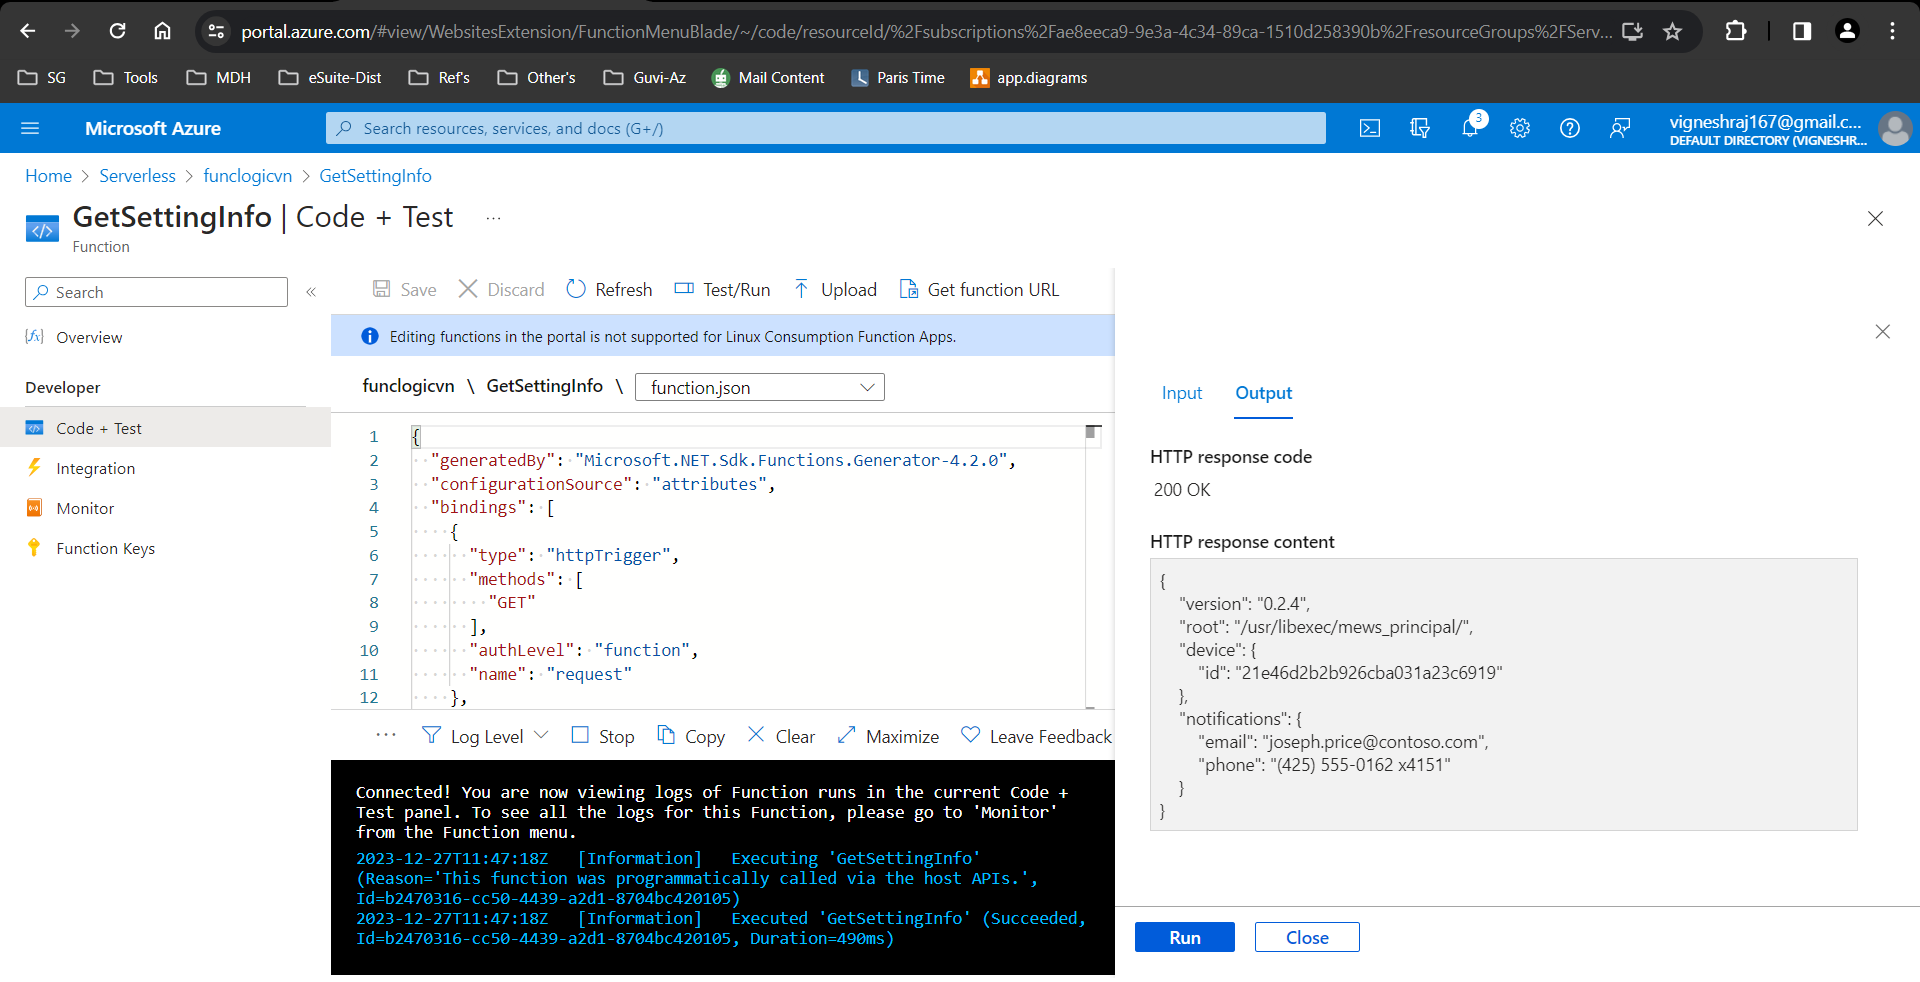 portal.azure.com/#view/WebsitesExtension/FunctionMenuBlade/~/code/resourceId/%2Fsubscriptions%2Fae8eeca9-9e3a-4c34-89ca-1510d258390b%2FresourceGroups%2FServ...
SG Tools MDH eSuite-Dist Ref's Other's Guvi-Az Mail Content Paris Time app.diagrams
Microsoft Azure
Search resources, services, and docs (G+/)
3
vigneshraj167@gmail.c...
DEFAULT DIRECTORY (VIGNESHR...
Home > Serverless > funclogicvn > GetSettingInfo
GetSettingInfo | Code + Test ...
Function
Search
«
Overview
Developer
Code + Test
Integration
Monitor
Function Keys
Save Discard Refresh Test/Run Upload Get function URL
Editing functions in the portal is not supported for Linux Consumption Function Apps.
funclogicvn \ GetSettingInfo \ function.json
1 {
2 "generatedBy": "Microsoft.NET.Sdk.Functions.Generator-4.2.0",
3 "configurationSource": "attributes",
4 "bindings": [
5 {
6 "type": "httpTrigger",
7 "methods": [
8 "GET"
9 ],
10 "authLevel": "function",
11 "name": "request"
12 },
... Log Level Stop Copy Clear Maximize Leave Feedback
Connected! You are now viewing logs of Function runs in the current Code +
Test panel. To see all the logs for this Function, please go to 'Monitor'
from the Function menu.
2023-12-27T11:47:18Z [Information] Executing 'GetSettingInfo'
(Reason='This function was programmatically called via the host APIs.',
Id=b2470316-cc50-4439-a2d1-8704bc420105)
2023-12-27T11:47:18Z [Information] Executed 'GetSettingInfo' (Succeeded,
Id=b2470316-cc50-4439-a2d1-8704bc420105, Duration=490ms)
Input Output
HTTP response code
200 OK
HTTP response content
{
"version": "0.2.4",
"root": "/usr/libexec/mews_principal/",
"device": {
"id": "21e46d2b2b926cba031a23c6919"
},
"notifications": {
"email": "joseph.price@contoso.com",
"phone": "(425) 555-0162 x4151"
}
}
Run Close